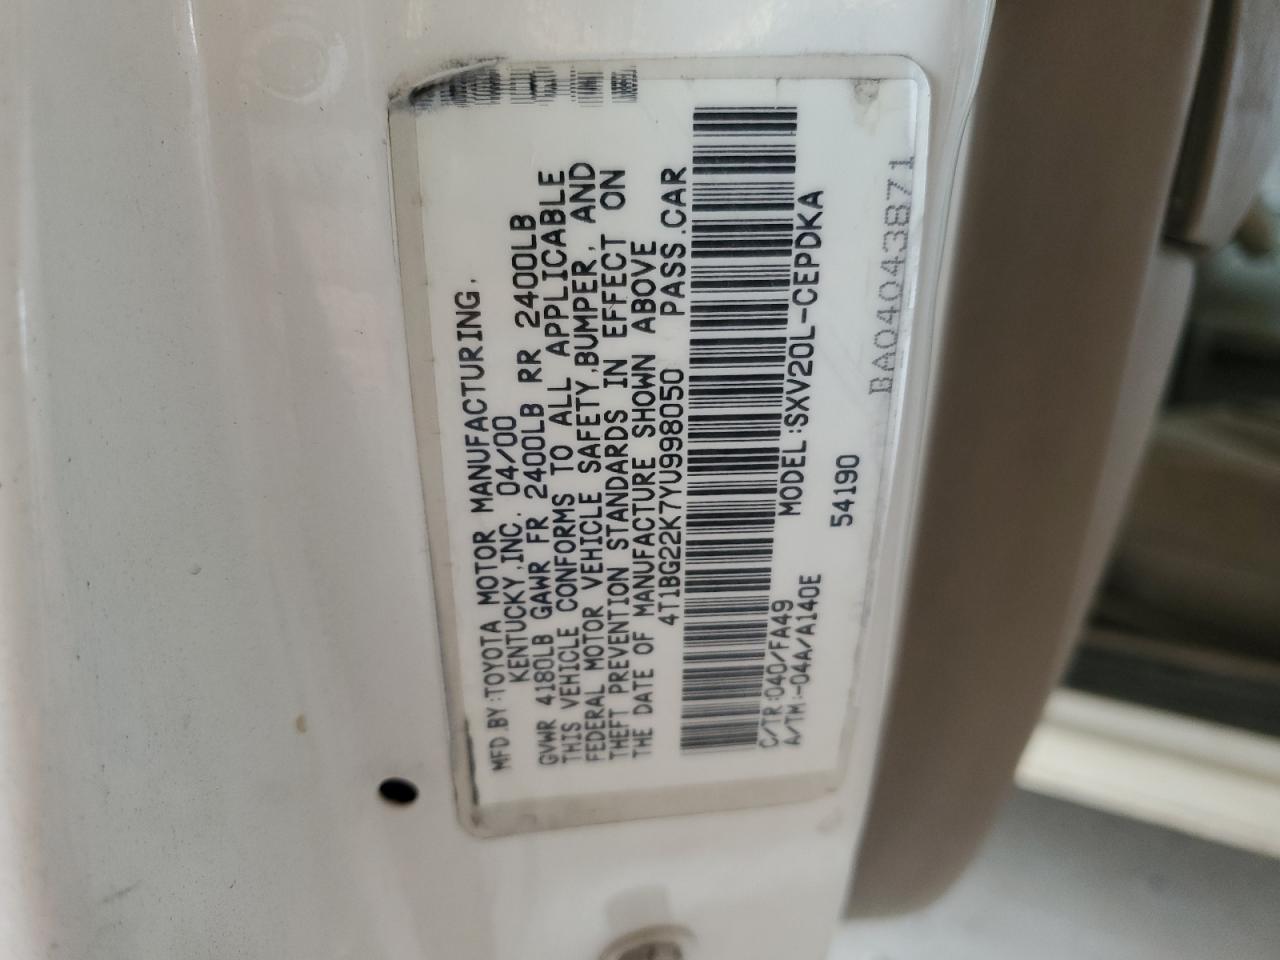 MFD.BY:TOYOTA MOTOR MANUFACTURING,
KENTUCKY,INC. 04/00
GVWR 4180LB GAWR FR 2400LB RR 2400LB
THIS VEHICLE CONFORMS TO ALL APPLICABLE
FEDERAL MOTOR VEHICLE SAFETY,BUMPER, AND
THEFT PREVENTION STANDARDS IN EFFECT ON
THE DATE OF MANUFACTURE SHOWN ABOVE
4T1BG22K7YU998050 PASS.CAR
C/TR:040/FA49 MODEL:SXV20L-CEPDKA
A/TM:-04A/A140E 54190
BA04043871